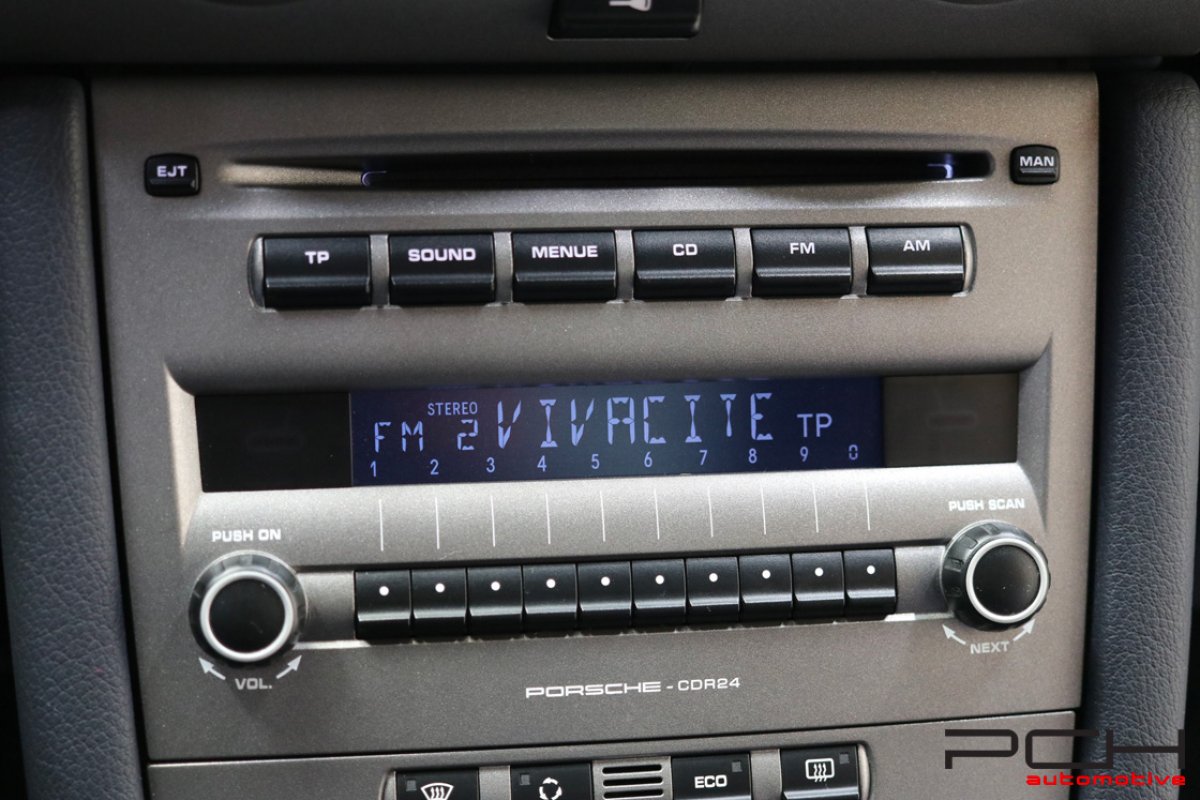 EJT
MAN
TP SOUND MENUE CD FM AM
STEREO
FM 2 VIVACITE TP
1 2 3 4 5 6 7 8 9 0
PUSH ON
PUSH SCAN
VOL.
NEXT
PORSCHE - CDR24
ECO
PCH
automotive